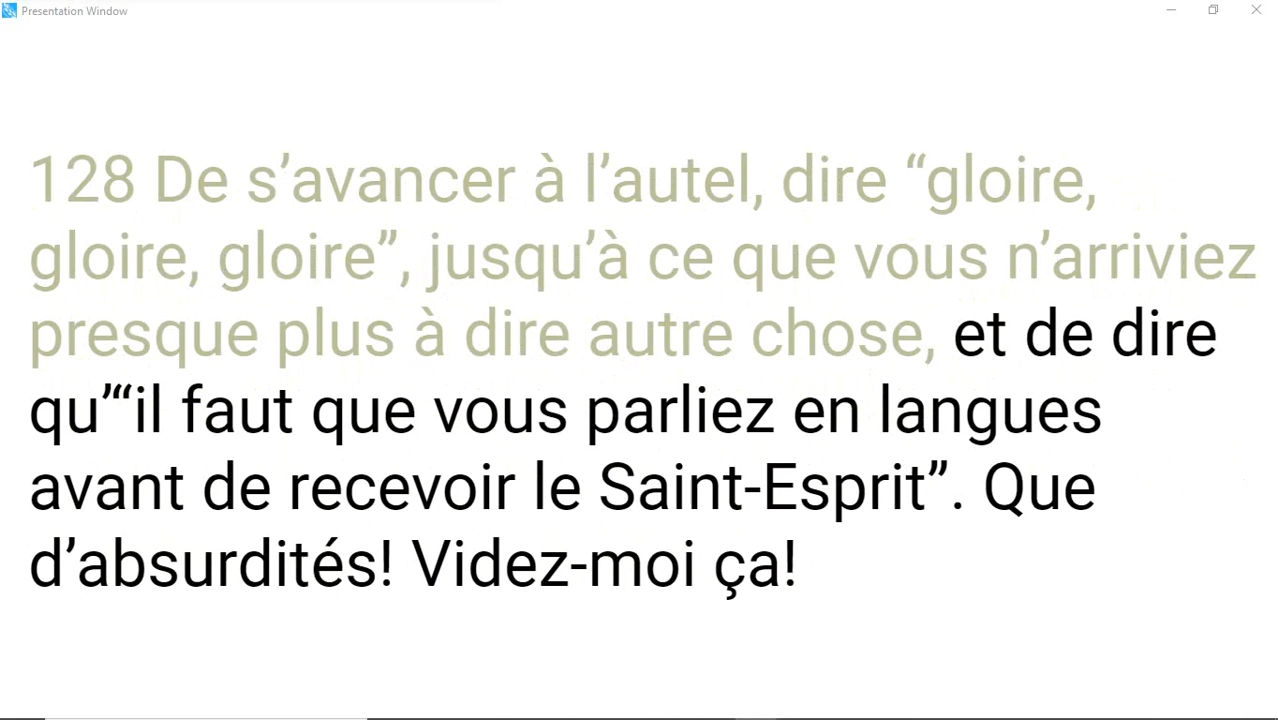 Presentation Window
128 De s’avancer à l’autel, dire “gloire,
gloire, gloire”, jusqu’à ce que vous n’arriviez
presque plus à dire autre chose, et de dire
qu’“il faut que vous parliez en langues
avant de recevoir le Saint-Esprit”. Que
d’absurdités! Videz-moi ça!